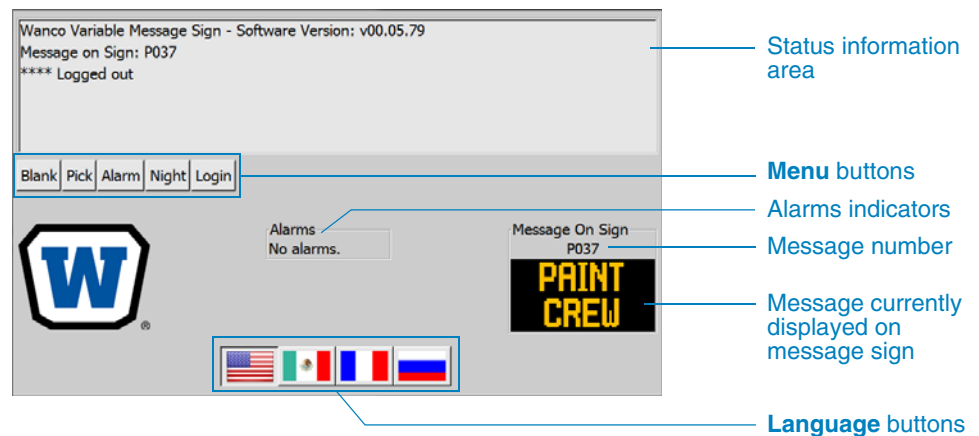 Wanco Variable Message Sign - Software Version: v00.05.79
Message on Sign: P037
**** Logged out
Status information
area
Blank Pick Alarm Night Login
Menu buttons
Alarms indicators
Alarms
No alarms.
Message On Sign
P037
Message number
W
®
PAINT
CREW
Message currently
displayed on
message sign
Language buttons